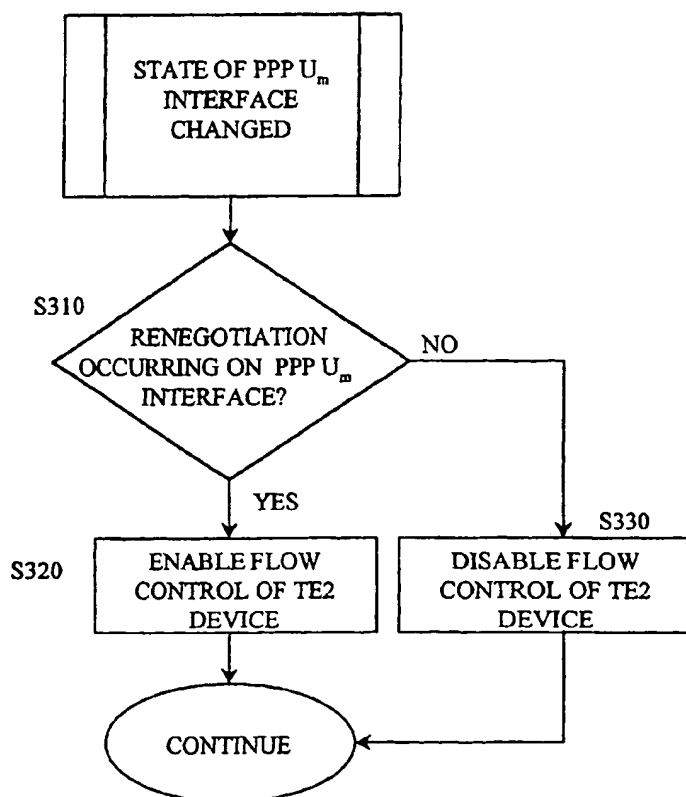 STATE OF PPP Um
INTERFACE
CHANGED
S310
RENEGOTIATION
OCCURRING ON PPP Um
INTERFACE?
NO
YES
S320
ENABLE FLOW
CONTROL OF TE2
DEVICE
S330
DISABLE FLOW
CONTROL OF TE2
DEVICE
CONTINUE